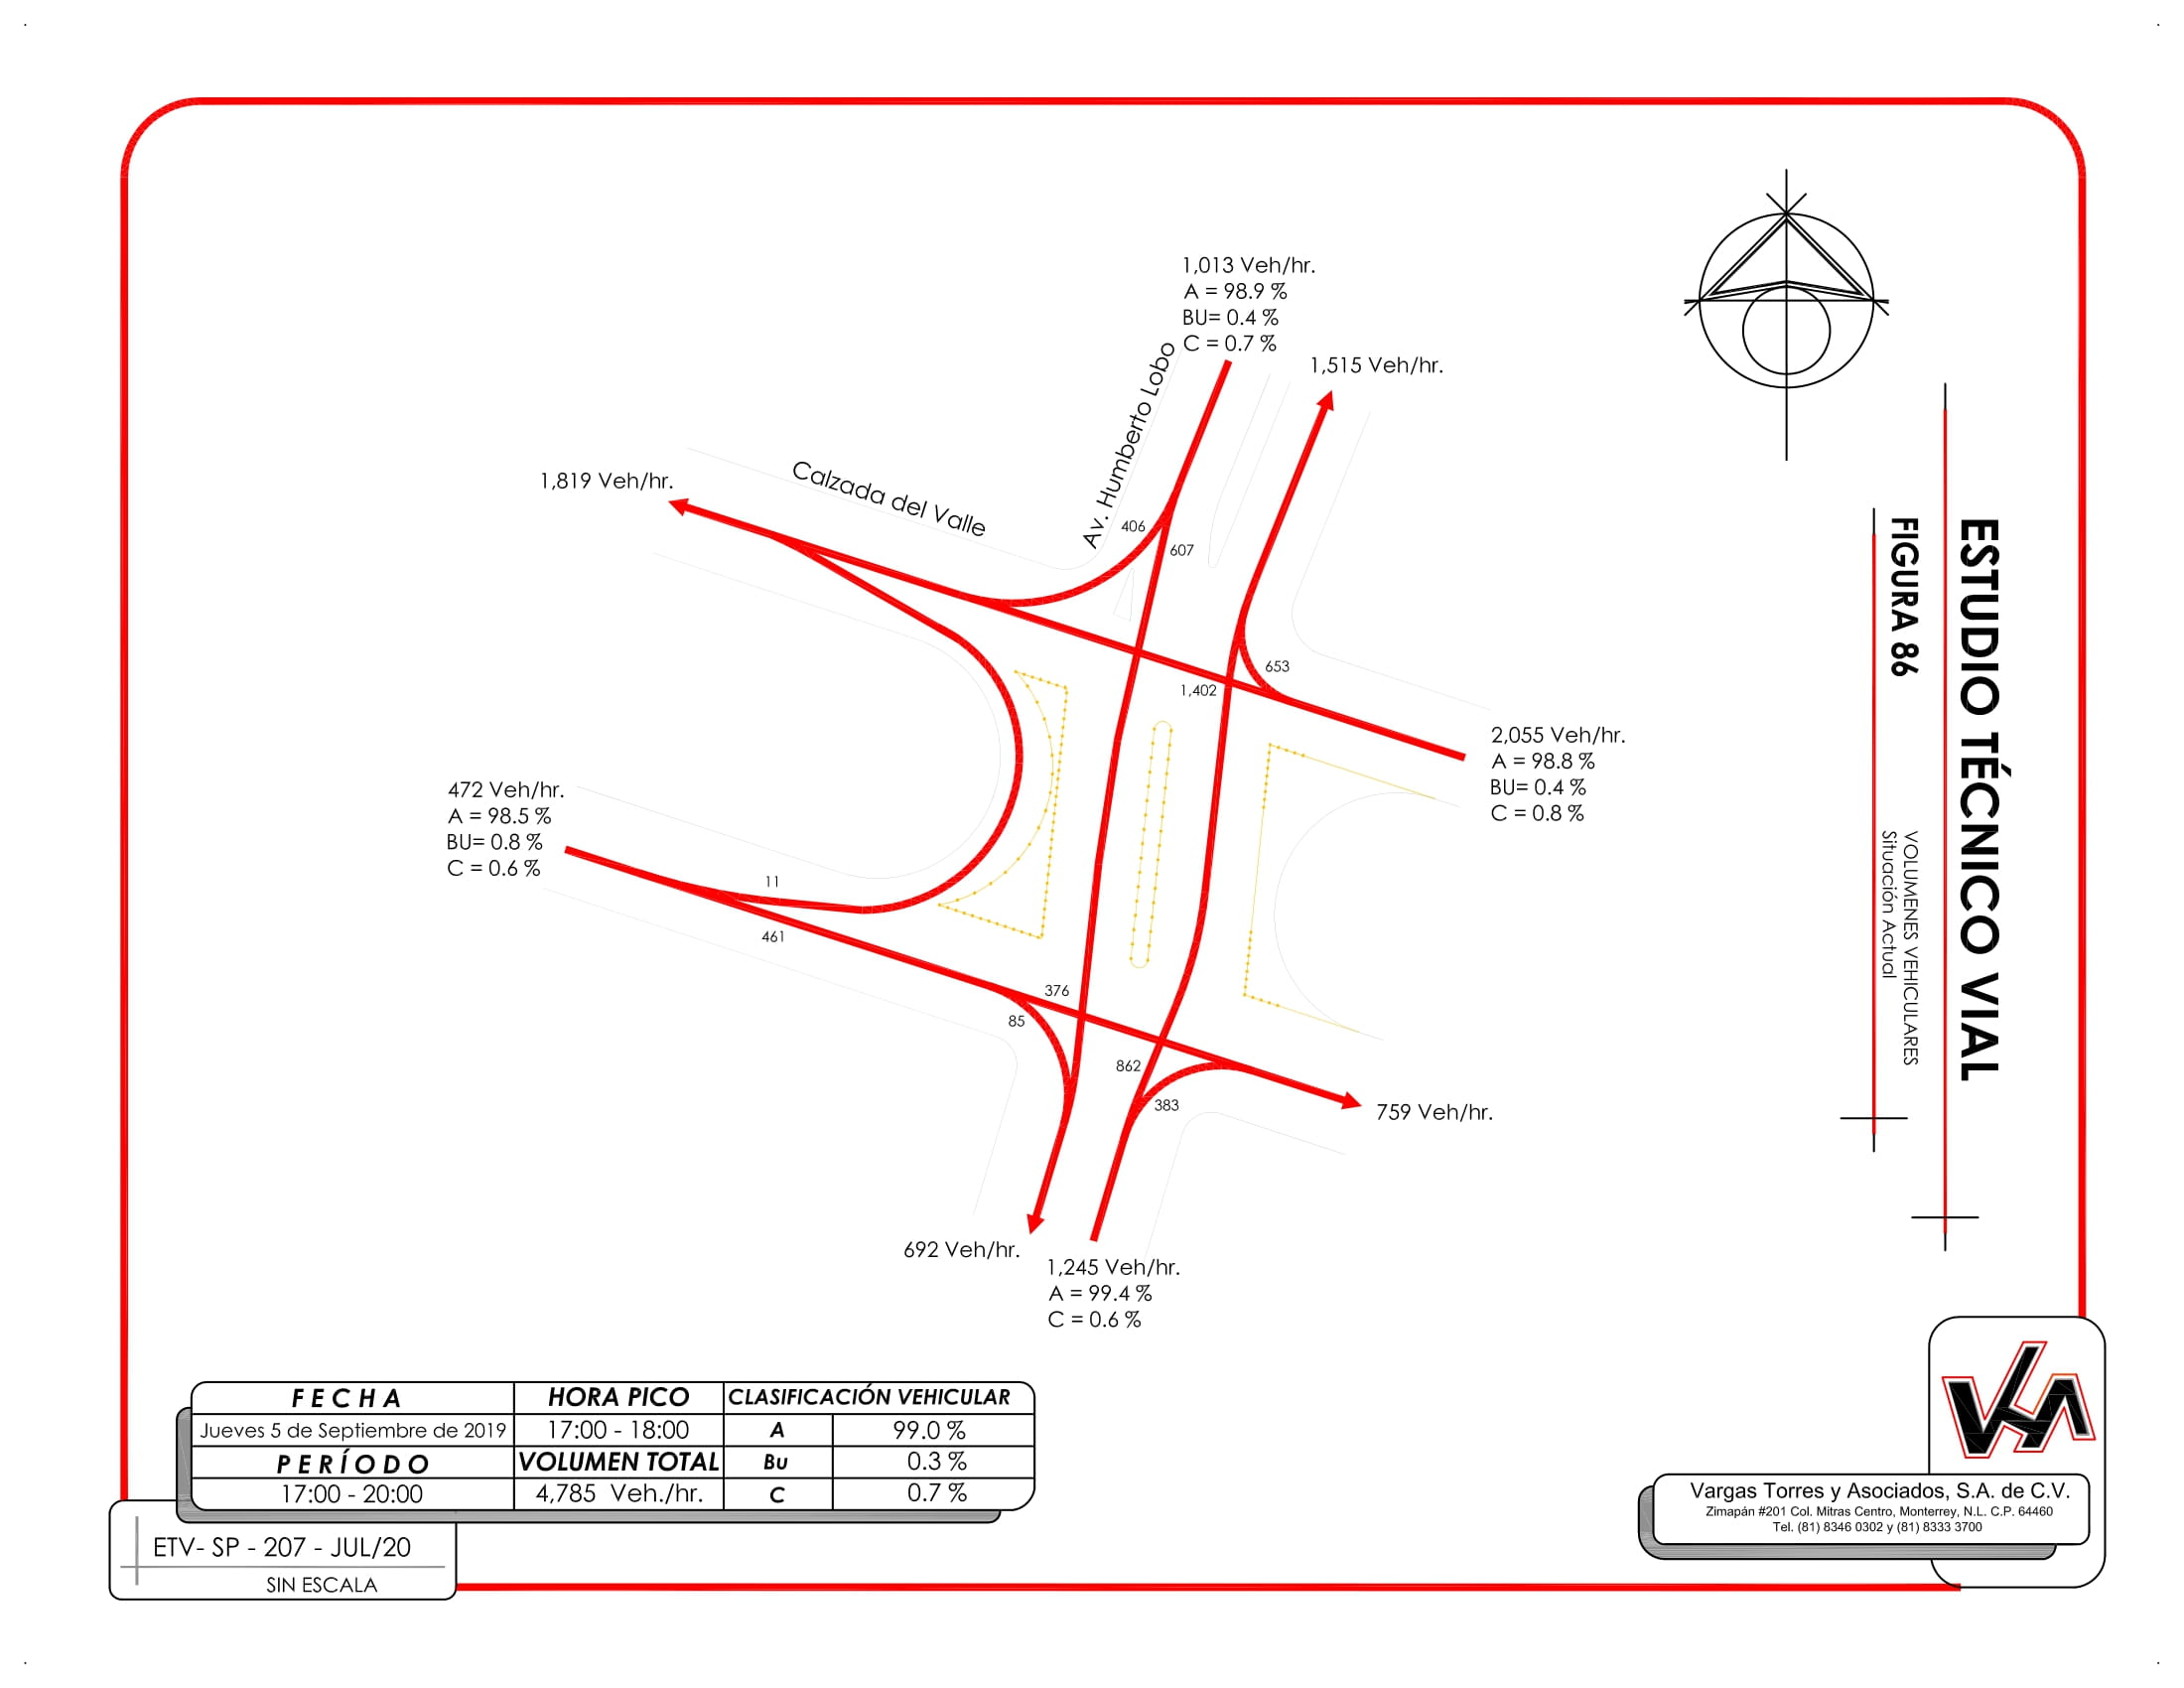 1,013 Veh/hr.
A = 98.9 %
BU= 0.4 %
C = 0.7 %
1,515 Veh/hr.
Av. Humberto Lobo
Calzada del Valle
1,819 Veh/hr.
406
607
653
1,402
2,055 Veh/hr.
A = 98.8 %
BU= 0.4 %
C = 0.8 %
472 Veh/hr.
A = 98.5 %
BU= 0.8 %
C = 0.6 %
11
461
376
85
862
383
759 Veh/hr.
692 Veh/hr.
1,245 Veh/hr.
A = 99.4 %
C = 0.6 %
ESTUDIO TÉCNICO VIAL
FIGURA 86
VOLUMENES VEHICULARES
Situación Actual
FECHA HORA PICO CLASIFICACIÓN VEHICULAR
Jueves 5 de Septiembre de 2019 17:00 - 18:00 A 99.0 %
PERÍODO VOLUMEN TOTAL Bu 0.3 %
17:00 - 20:00 4,785 Veh./hr. C 0.7 %
ETV- SP - 207 - JUL/20
SIN ESCALA
Vargas Torres y Asociados, S.A. de C.V.
Zimapán #201 Col. Mitras Centro, Monterrey, N.L. C.P. 64460
Tel. (81) 8346 0302 y (81) 8333 3700